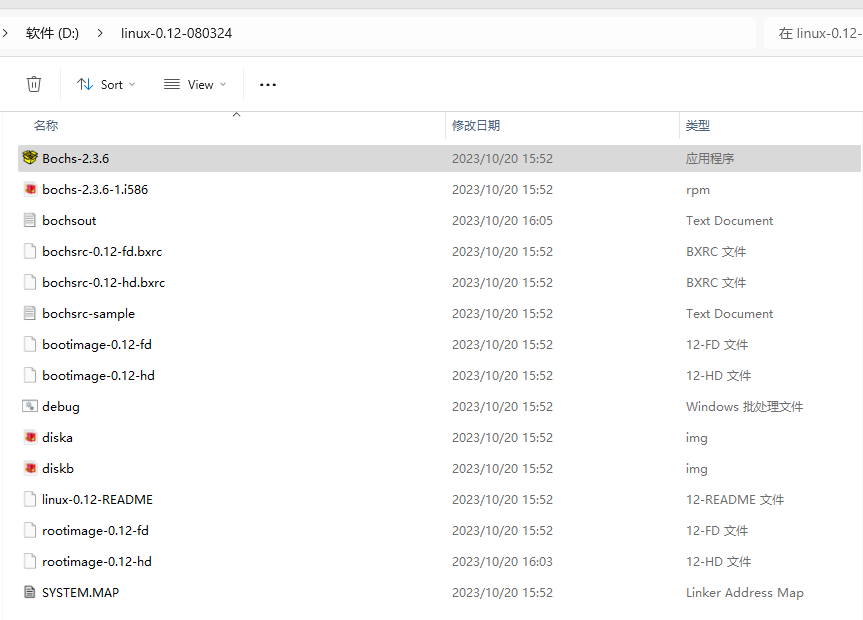 软件 (D:) linux-0.12-080324 在 linux-0.12-
Sort View
名称 修改日期 类型
Bochs-2.3.6 2023/10/20 15:52 应用程序
bochs-2.3.6-1.i586 2023/10/20 15:52 rpm
bochsout 2023/10/20 16:05 Text Document
bochsrc-0.12-fd.bxrc 2023/10/20 15:52 BXRC 文件
bochsrc-0.12-hd.bxrc 2023/10/20 15:52 BXRC 文件
bochsrc-sample 2023/10/20 15:52 Text Document
bootimage-0.12-fd 2023/10/20 15:52 12-FD 文件
bootimage-0.12-hd 2023/10/20 15:52 12-HD 文件
debug 2023/10/20 15:52 Windows 批处理文件
diska 2023/10/20 15:52 img
diskb 2023/10/20 15:52 img
linux-0.12-README 2023/10/20 15:52 12-README 文件
rootimage-0.12-fd 2023/10/20 15:52 12-FD 文件
rootimage-0.12-hd 2023/10/20 16:03 12-HD 文件
SYSTEM.MAP 2023/10/20 15:52 Linker Address Map